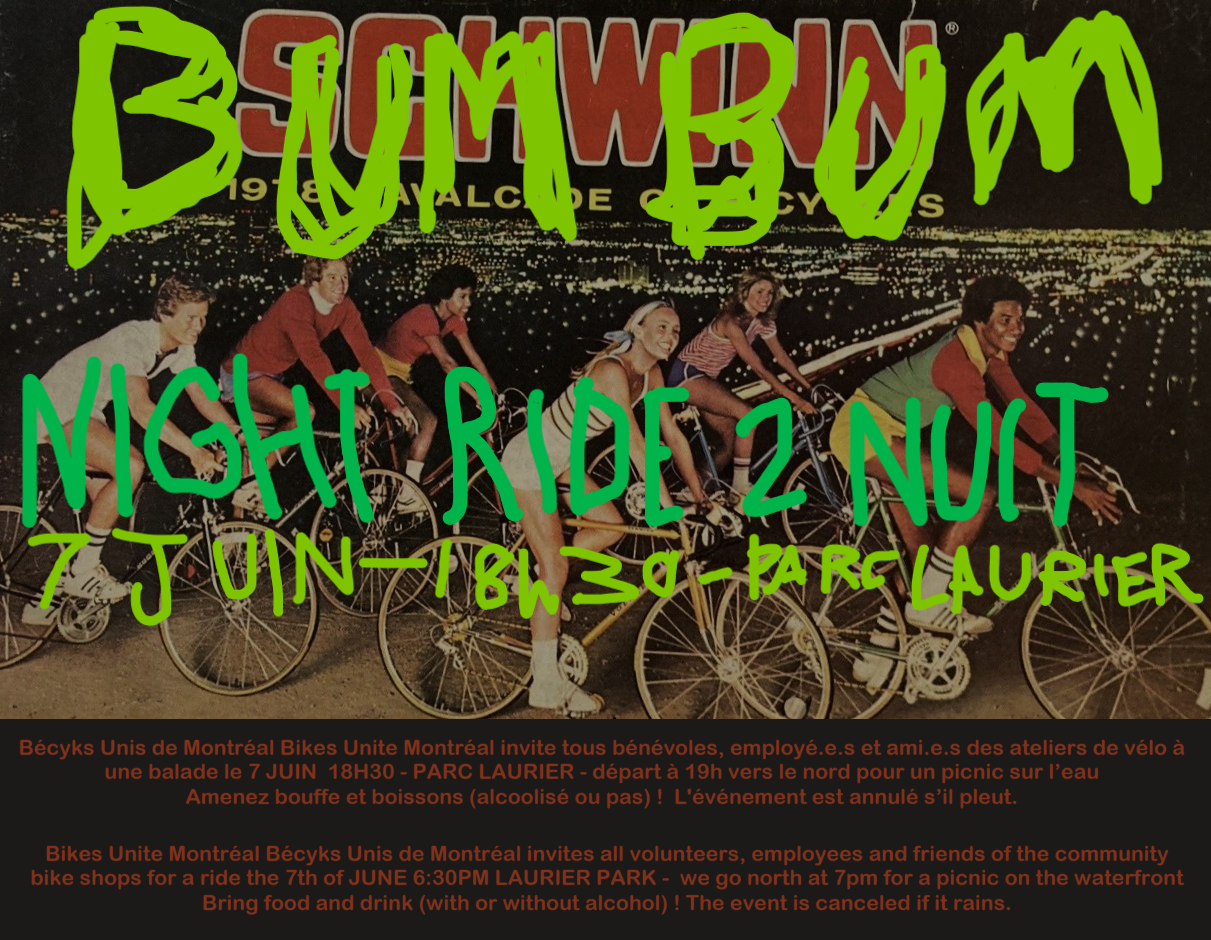 BUM BUM
SCHWINN®
1978 CAVALCADE OF BICYCLES
NIGHT RIDE 2 NUIT
7 JUIN - 18h30 - PARC LAURIER
Bécyks Unis de Montréal Bikes Unite Montréal invite tous bénévoles, employé.e.s et ami.e.s des ateliers de vélo à
une balade le 7 JUIN 18H30 - PARC LAURIER - départ à 19h vers le nord pour un picnic sur l’eau
Amenez bouffe et boissons (alcoolisé ou pas) ! L'événement est annulé s’il pleut.
Bikes Unite Montréal Bécyks Unis de Montréal invites all volunteers, employees and friends of the community
bike shops for a ride the 7th of JUNE 6:30PM LAURIER PARK - we go north at 7pm for a picnic on the waterfront
Bring food and drink (with or without alcohol) ! The event is canceled if it rains.